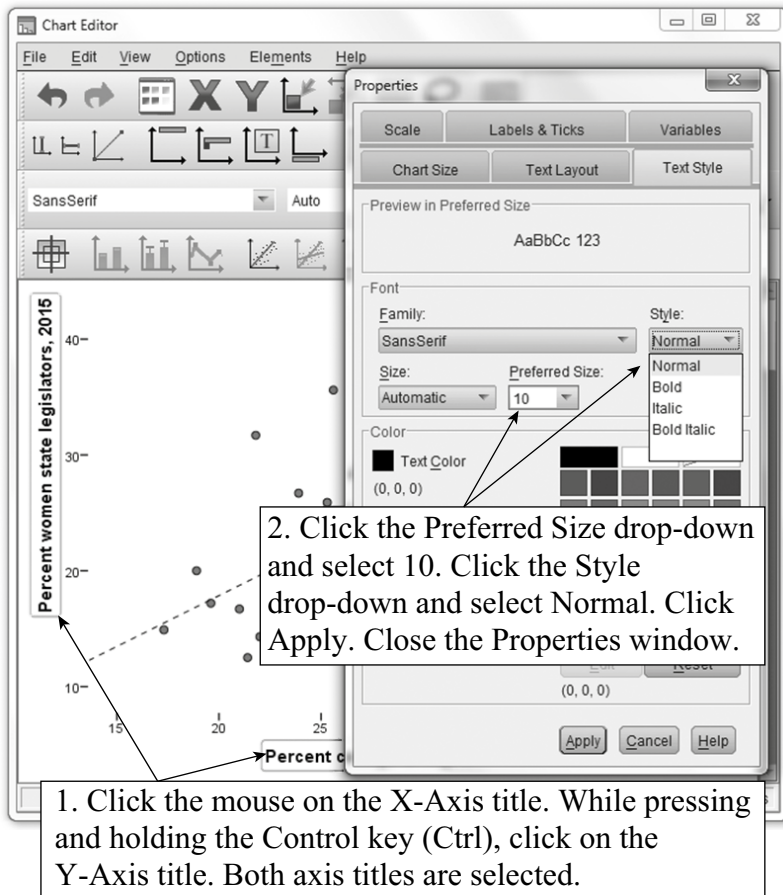 Chart Editor
File Edit View Options Elements Help
X Y
T
SansSerif
Auto
Properties
Scale Labels & Ticks Variables
Chart Size Text Layout Text Style
Preview in Preferred Size
AaBbCc 123
Font
Family: Style:
SansSerif Normal
Normal
Bold
Italic
Bold Italic
Size: Preferred Size:
Automatic 10
Color
Text Color
(0, 0, 0)
Reset
(0, 0, 0)
Apply Cancel Help
Percent women state legislators, 2015
40
30
20
10
15 20 25
Percent
2. Click the Preferred Size drop-down
and select 10. Click the Style
drop-down and select Normal. Click
Apply. Close the Properties window.
1. Click the mouse on the X-Axis title. While pressing
and holding the Control key (Ctrl), click on the
Y-Axis title. Both axis titles are selected.